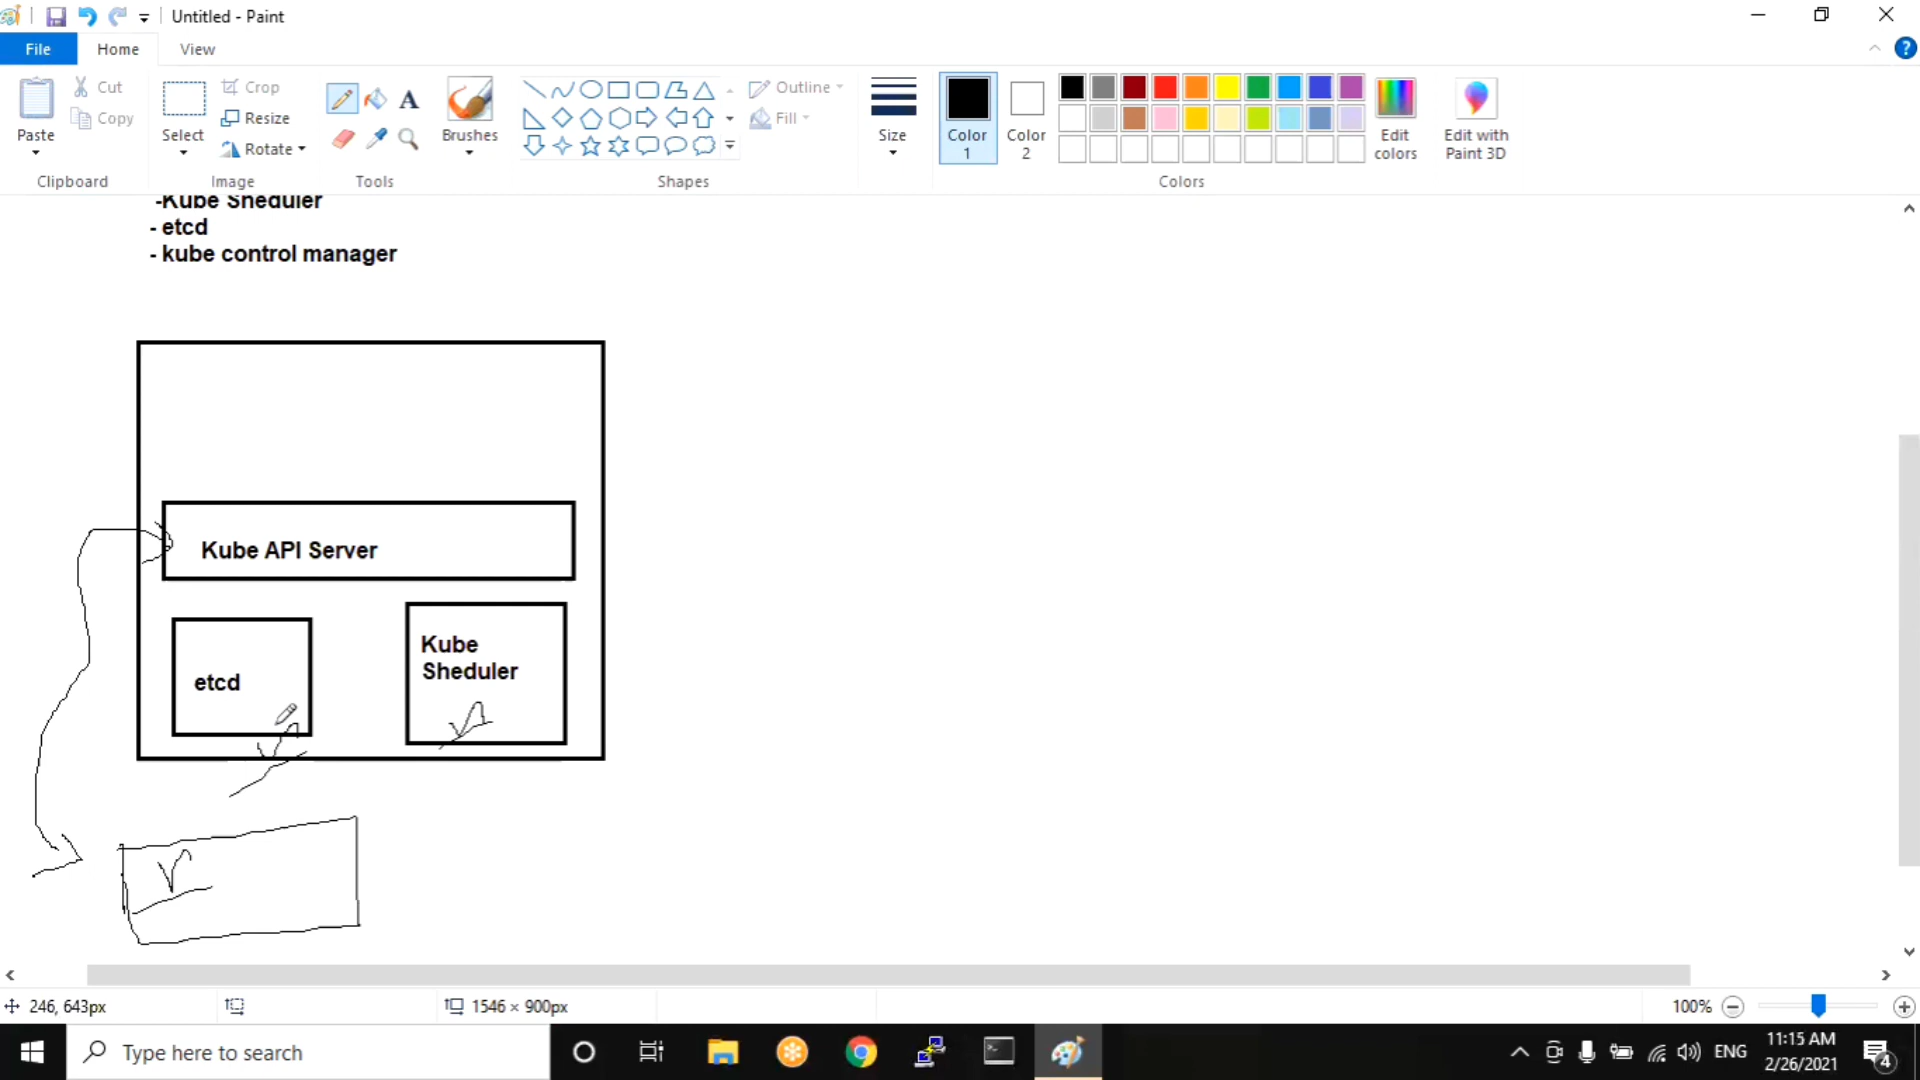 Untitled - Paint
File Home View
Paste
Cut
Copy
Clipboard
Select
Crop
Resize
Rotate
Image
A
Tools
Brushes
Shapes
Outline
Fill
Size
Color 1
Color 2
Edit colors
Edit with Paint 3D
Colors
-Kube Sheduler
- etcd
- kube control manager
Kube API Server
etcd
Kube
Sheduler
246, 643px
1546 × 900px
100%
Type here to search
ENG
11:15 AM
2/26/2021
4